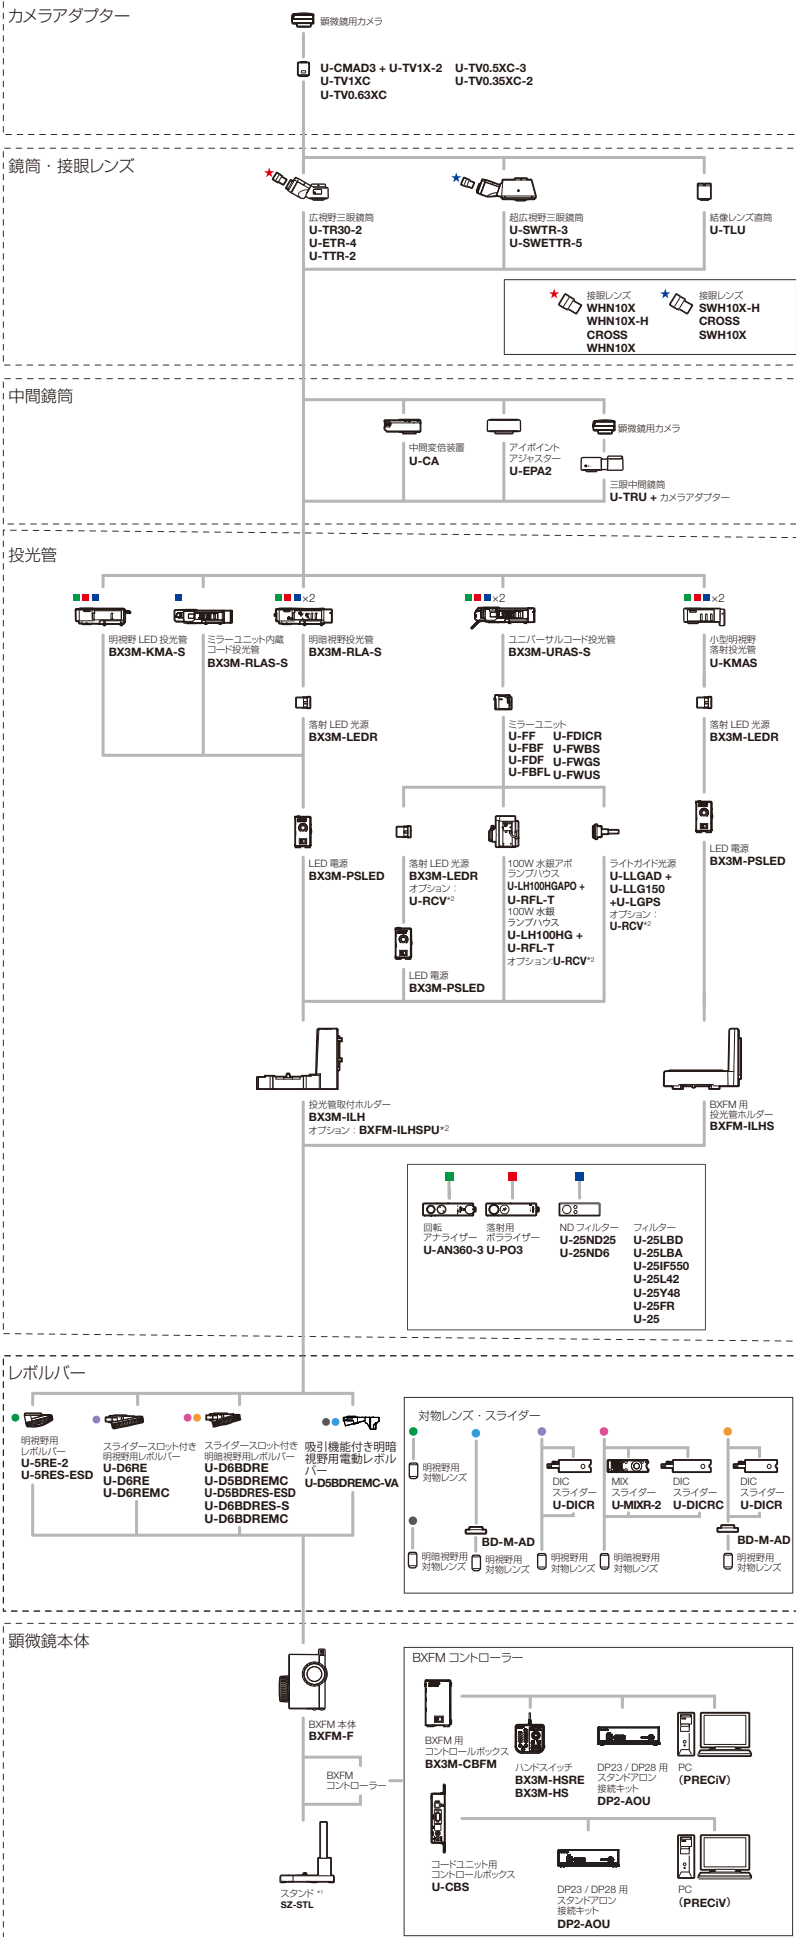 カメラアダプター
顕微鏡用カメラ
U-CMAD3 + U-TV1X-2 U-TV0.5XC-3
U-TV1XC U-TV0.35XC-2
U-TV0.63XC
鏡筒・接眼レンズ
広視野三眼鏡筒
U-TR30-2
U-ETR-4
U-TTR-2
超広視野三眼鏡筒
U-SWTR-3
U-SWETTR-5
結像レンズ直筒
U-TLU
接眼レンズ
WHN10X
WHN10X-H
CROSS
WHN10X
接眼レンズ
SWH10X-H
CROSS
SWH10X
中間鏡筒
中間変倍装置
U-CA
アイポイント
アジャスター
U-EPA2
顕微鏡用カメラ
三眼中間鏡筒
U-TRU + カメラアダプター
投光管
×2
×2
×2
明視野 LED 投光管
BX3M-KMA-S
ミラーユニット内蔵
コード投光管
BX3M-RLAS-S
明暗視野投光管
BX3M-RLA-S
ユニバーサルコード投光管
BX3M-URAS-S
小型明視野
落射投光管
U-KMAS
落射 LED 光源
BX3M-LEDR
ミラーユニット
U-FF U-FDICR
U-FBF U-FWBS
U-FDF U-FWGS
U-FBFL U-FWUS
落射 LED 光源
BX3M-LEDR
LED 電源
BX3M-PSLED
落射 LED 光源
BX3M-LEDR
オプション :
U-RCV*2
LED 電源
BX3M-PSLED
100W 水銀アポ
ランプハウス
U-LH100HGAPO +
U-RFL-T
100W 水銀
ランプハウス
U-LH100HG +
U-RFL-T
オプション:U-RCV*2
ライトガイド光源
U-LLGAD +
U-LLG150
+U-LGPS
オプション :
U-RCV*2
LED 電源
BX3M-PSLED
投光管取付ホルダー
BX3M-ILH
オプション : BXFM-ILHSPU*2
BXFM 用
投光管ホルダー
BXFM-ILHS
回転
アナライザー
U-AN360-3
落射用
ポラライザー
U-PO3
ND フィルター
U-25ND25
U-25ND6
フィルター
U-25LBD
U-25LBA
U-25IF550
U-25L42
U-25Y48
U-25FR
U-25
レボルバー
明視野用
レボルバー
U-5RE-2
U-5RES-ESD
スライダースロット付き
明視野用レボルバー
U-D6RE
U-D6RE
U-D6REMC
スライダースロット付き
明暗視野用レボルバー
U-D6BDRE
U-D5BDREMC
U-D5BDRES-ESD
U-D6BDRES-S
U-D6BDREMC
吸引機能付き明暗
視野用電動レボル
バー
U-D5BDREMC-VA
対物レンズ・スライダー
明視野用
対物レンズ
明暗視野用
対物レンズ
BD-M-AD
明視野用
対物レンズ
DIC
スライダー
U-DICR
明視野用
対物レンズ
MIX
スライダー
U-MIXR-2
DIC
スライダー
U-DICRC
明暗視野用
対物レンズ
DIC
スライダー
U-DICR
BD-M-AD
明視野用
対物レンズ
顕微鏡本体
BXFM 本体
BXFM-F
BXFM
コントローラー
スタンド *1
SZ-STL
BXFM コントローラー
BXFM 用
コントロールボックス
BX3M-CBFM
ハンドスイッチ
BX3M-HSRE
BX3M-HS
DP23 / DP28 用
スタンドアロン
接続キット
DP2-AOU
PC
(PRECiV)
コードユニット用
コントロールボックス
U-CBS
DP23 / DP28 用
スタンドアロン
接続キット
DP2-AOU
PC
(PRECiV)